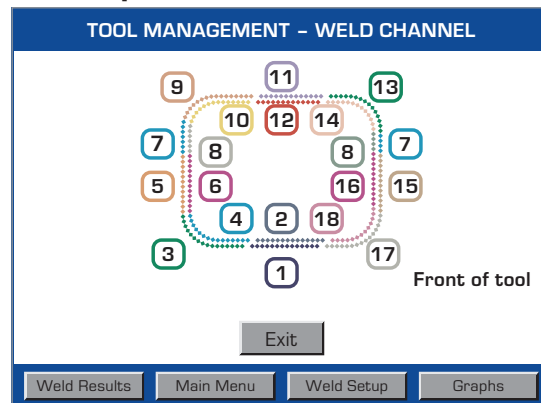 TOOL MANAGEMENT – WELD CHANNEL
11
9
13
10
12
14
7
8
8
7
5
6
16
15
4
2
18
3
1
17
Front of tool
Exit
Weld Results
Main Menu
Weld Setup
Graphs